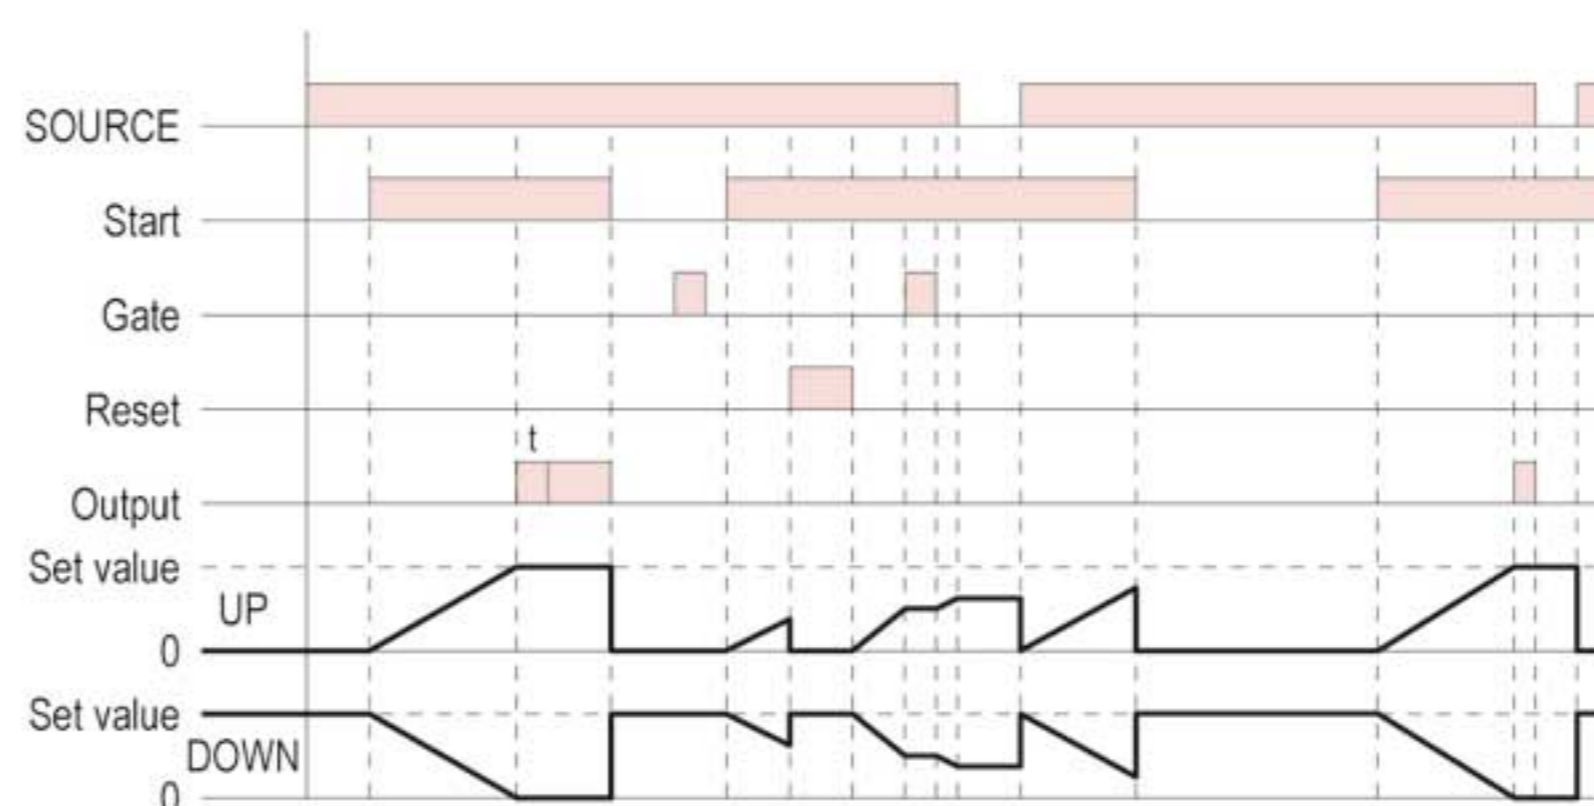 SOURCE
Start
Gate
Reset
t
Output
Set value
UP
0
Set value
DOWN
0